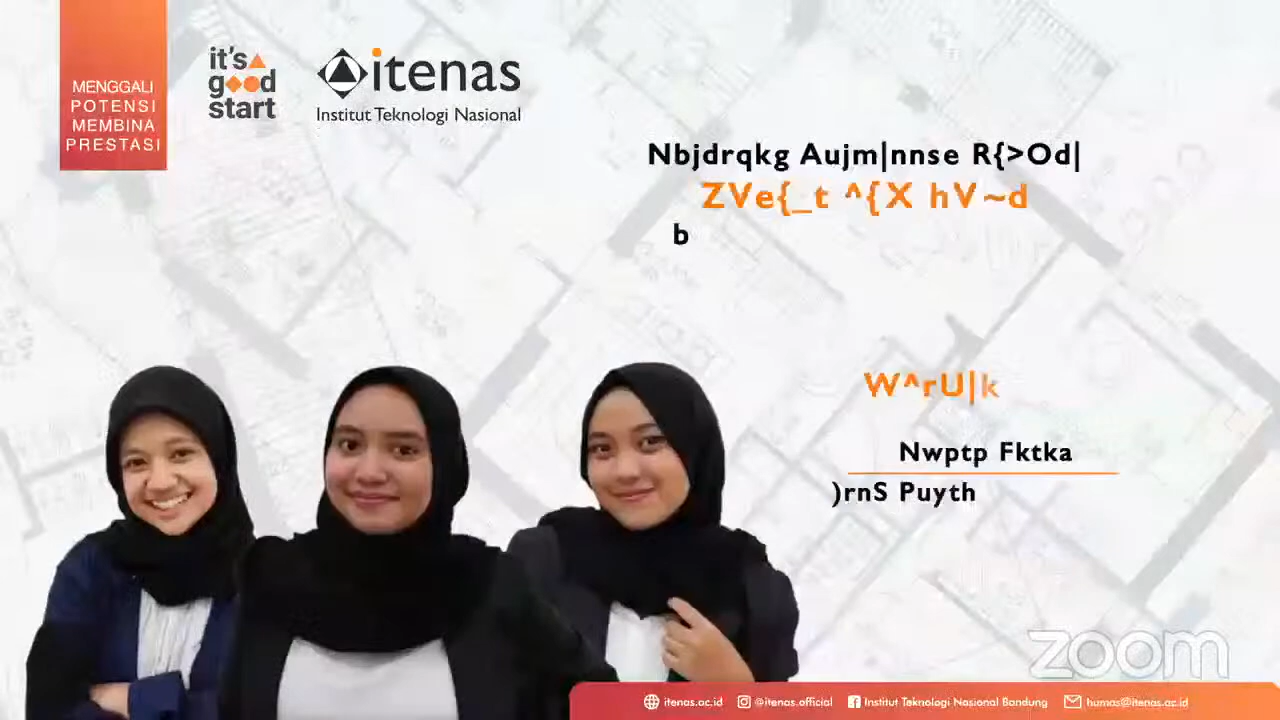 MENGGALI
POTENSI
MEMBINA
PRESTASI
it's a
good
start
itenas
Institut Teknologi Nasional
Nbjdrqkg Aujm|nnse R{>Od|
ZVe{_t ^{X hV~d
b
W^rU|k
Nwptp Fktka
)rnS Puyth
zoom
itenas.ac.id @itenas.official Institut Teknologi Nasional Bandung humas@itenas.ac.id